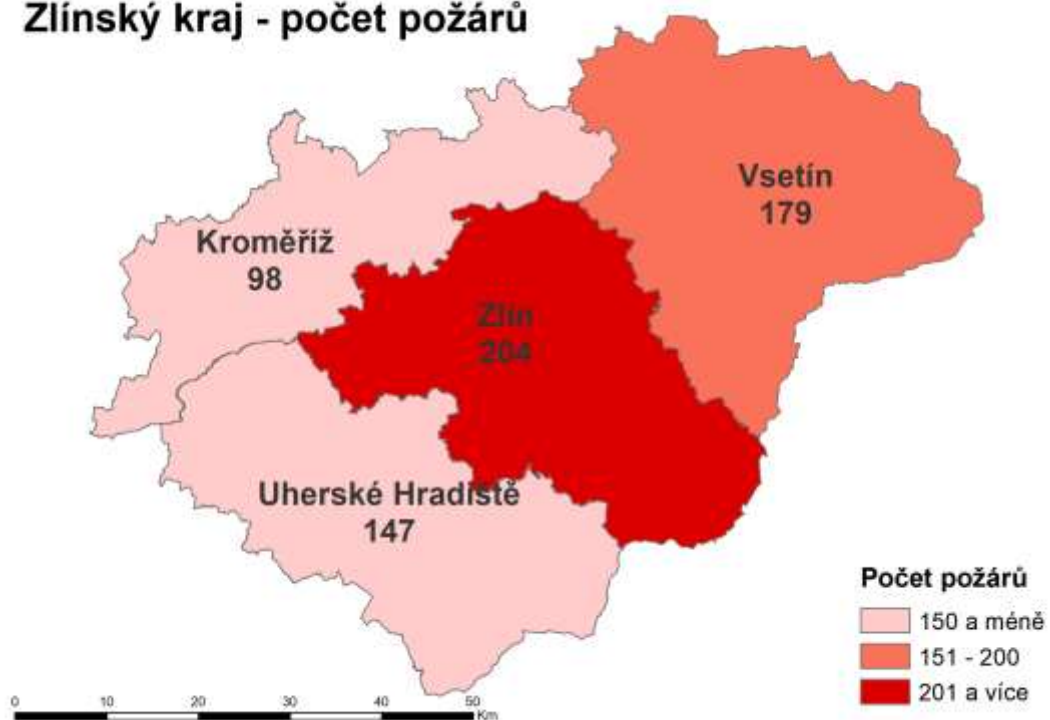 Zlínský kraj - počet požárů
Vsetín
179
Kroměříž
98
Zlín
204
Uherské Hradiště
147
Počet požárů
150 a méně
151 - 200
201 a více
0 10 20 30 40 50
Km